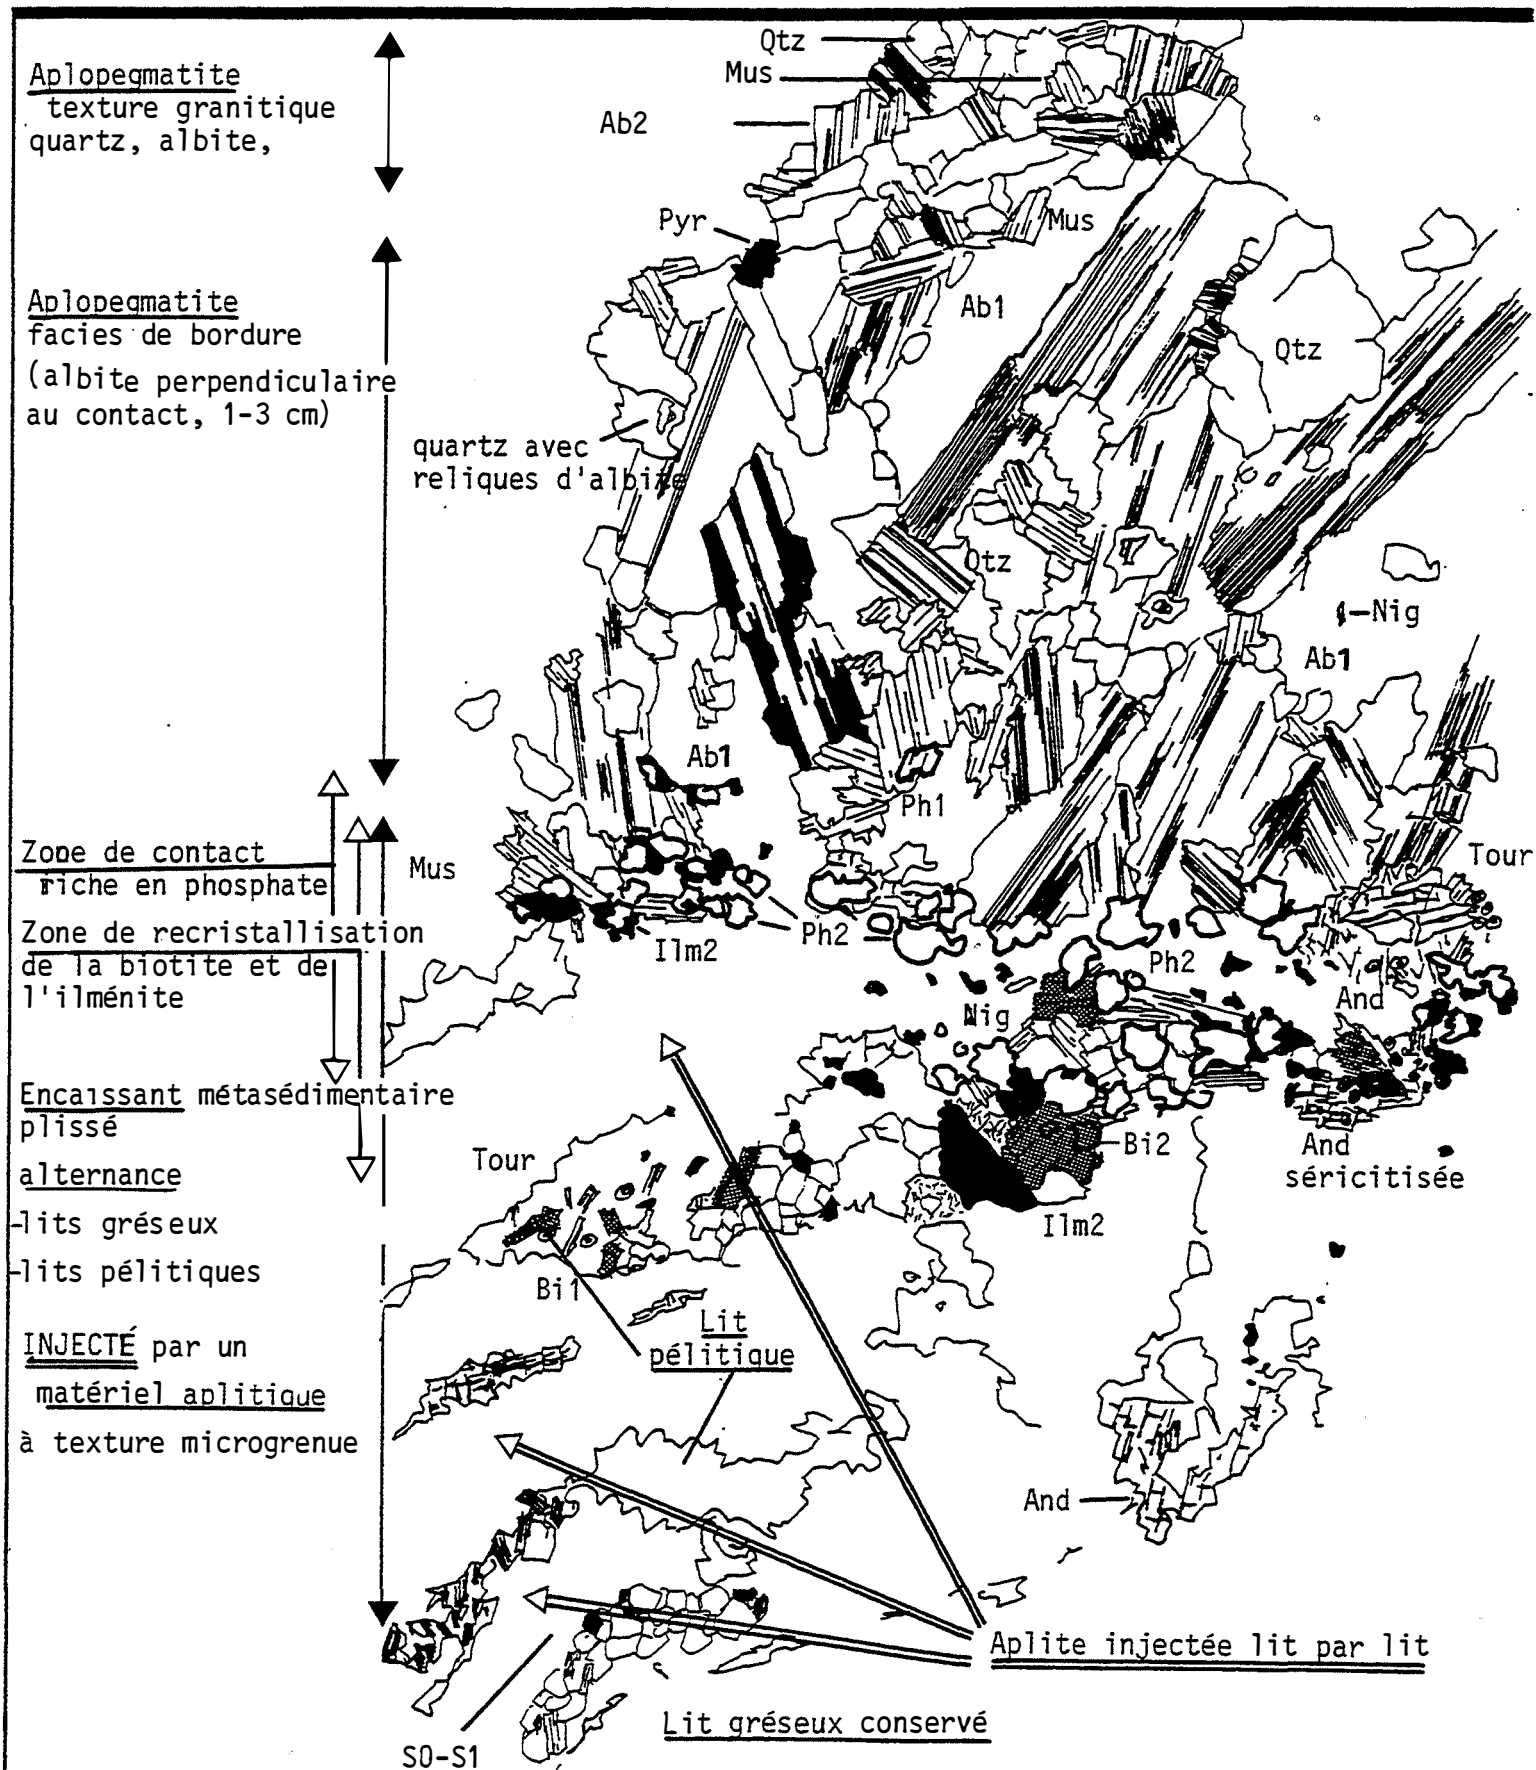 Aplopegmatite
texture granitique
quartz, albite,
Aplopegmatite
facies de bordure
(albite perpendiculaire
au contact, 1-3 cm)
Zone de contact
riche en phosphate
Zone de recristallisation
de la biotite et de
l'ilménite
Encaissant métasédimentaire
plissé
alternance
-lits gréseux
-lits pélitiques
INJECTÉ par un
matériel aplitique
à texture microgrenue
Qtz
Mus
Ab2
Pyr
Mus
Ab1
Qtz
quartz avec
reliques d'albite
Qtz
Nig
Ab1
Ab1
Ph1
Mus
Tour
Ph2
Ilm2
Ph2
And
Nig
Bi2
And
séricitisée
Tour
Ilm2
Bi1
Lit
pélitique
And
Aplite injectée lit par lit
Lit gréseux conservé
S0-S1